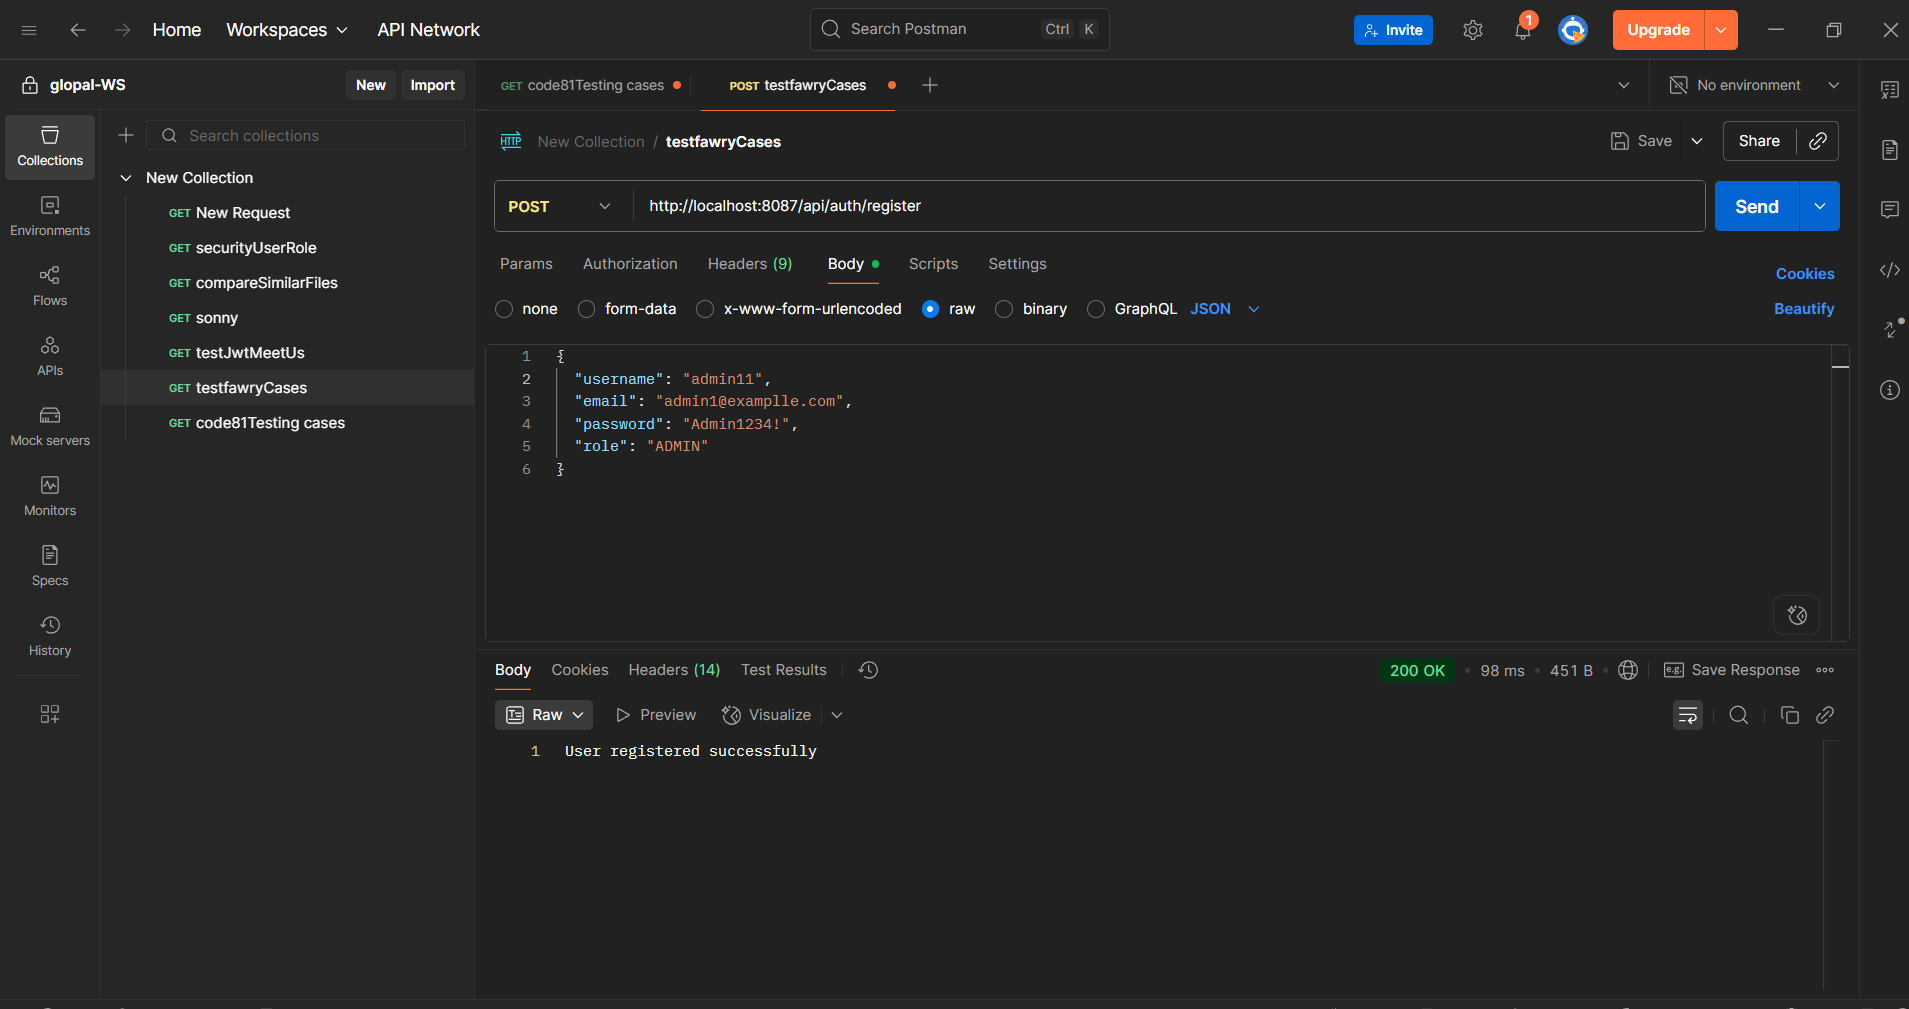 Home Workspaces API Network Search Postman Ctrl K Invite 1 Upgrade
glopal-WS New Import
GET code81Testing cases POST testfawryCases No environment
Collections
Environments
Flows
APIs
Mock servers
Monitors
Specs
History
Search collections
New Collection
GET New Request
GET securityUserRole
GET compareSimilarFiles
GET sonny
GET testJwtMeetUs
GET testfawryCases
GET code81Testing cases
HTTP New Collection / testfawryCases Save Share
POST http://localhost:8087/api/auth/register Send
Params Authorization Headers (9) Body Scripts Settings Cookies
none form-data x-www-form-urlencoded raw binary GraphQL JSON Beautify
1 {
2 "username": "admin11",
3 "email": "admin1@examplle.com",
4 "password": "Admin1234!",
5 "role": "ADMIN"
6 }
Body Cookies Headers (14) Test Results 200 OK • 98 ms • 451 B • e.g. Save Response
Raw Preview Visualize
1 User registered successfully